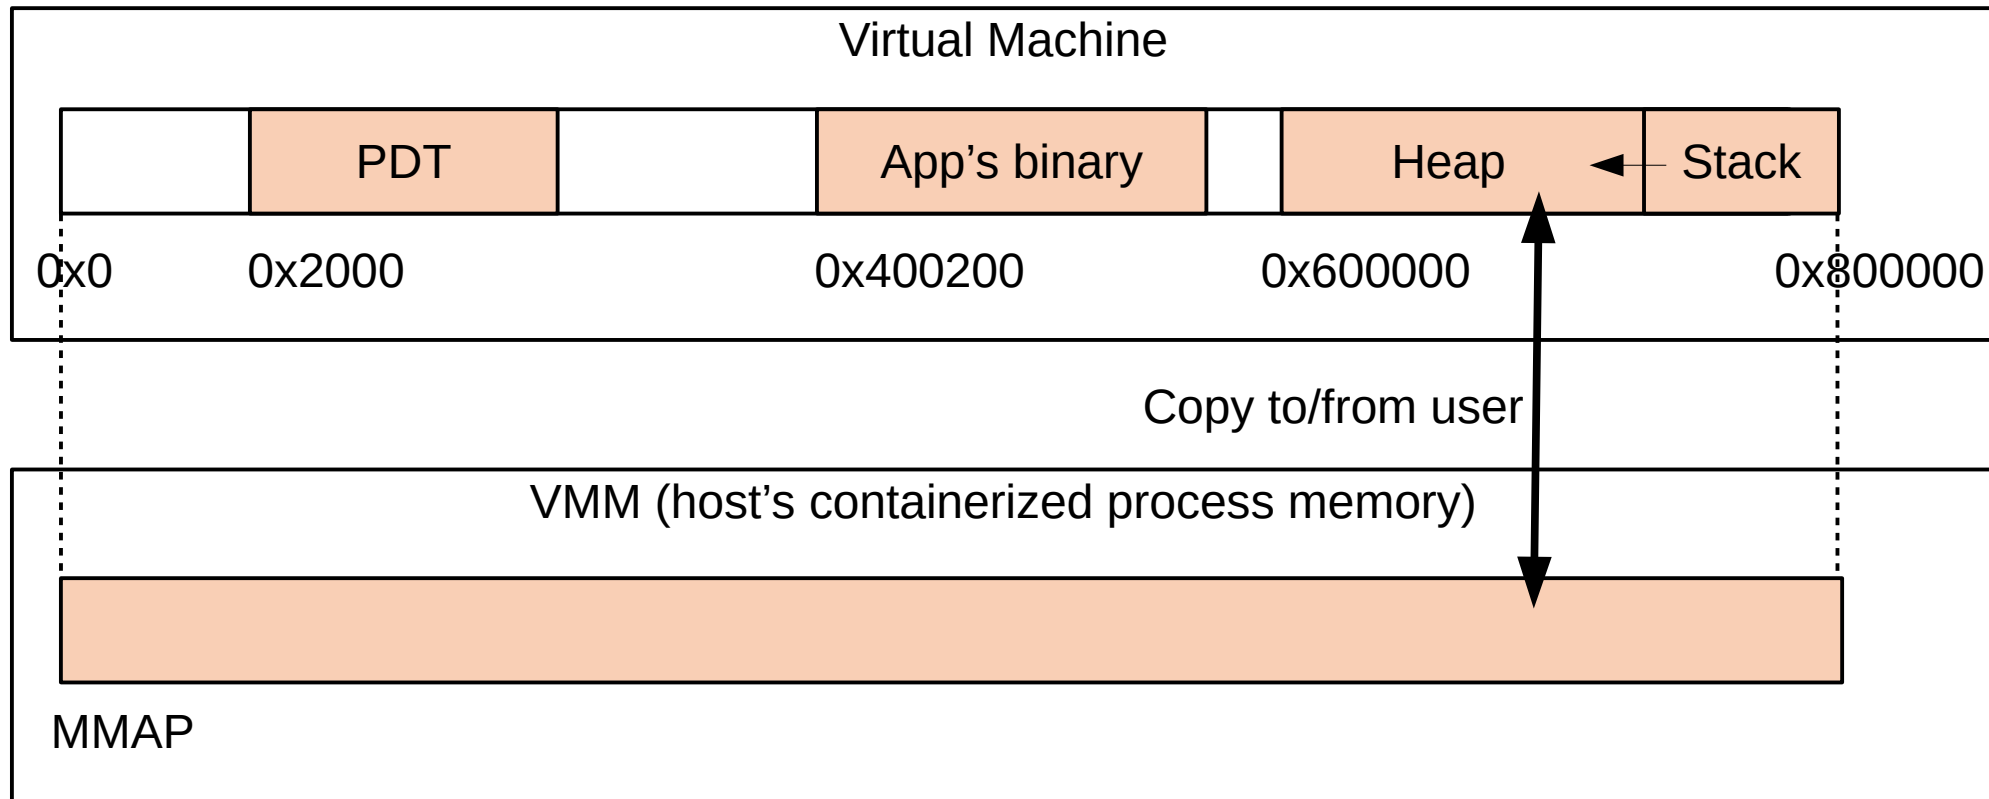 Virtual Machine
PDT
App’s binary
Heap
Stack
0x0
0x2000
0x400200
0x600000
0x800000
Copy to/from user
VMM (host’s containerized process memory)
MMAP